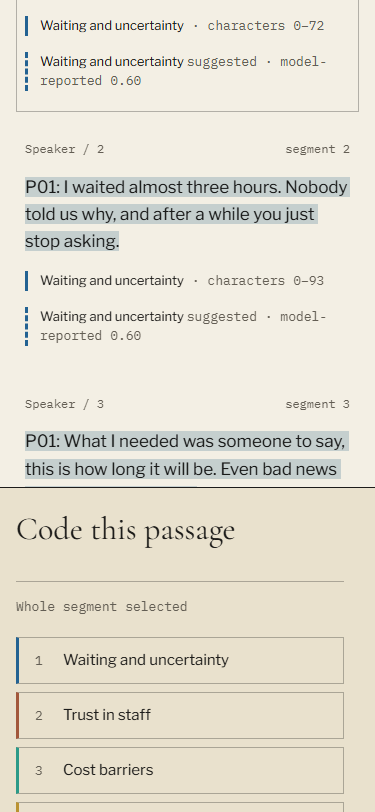 Waiting and uncertainty · characters 0–72
Waiting and uncertainty suggested · model-
reported 0.60
Speaker / 2 segment 2
P01: I waited almost three hours. Nobody
told us why, and after a while you just
stop asking.
Waiting and uncertainty · characters 0–93
Waiting and uncertainty suggested · model-
reported 0.60
Speaker / 3 segment 3
P01: What I needed was someone to say,
this is how long it will be. Even bad news
Code this passage
Whole segment selected
1 Waiting and uncertainty
2 Trust in staff
3 Cost barriers